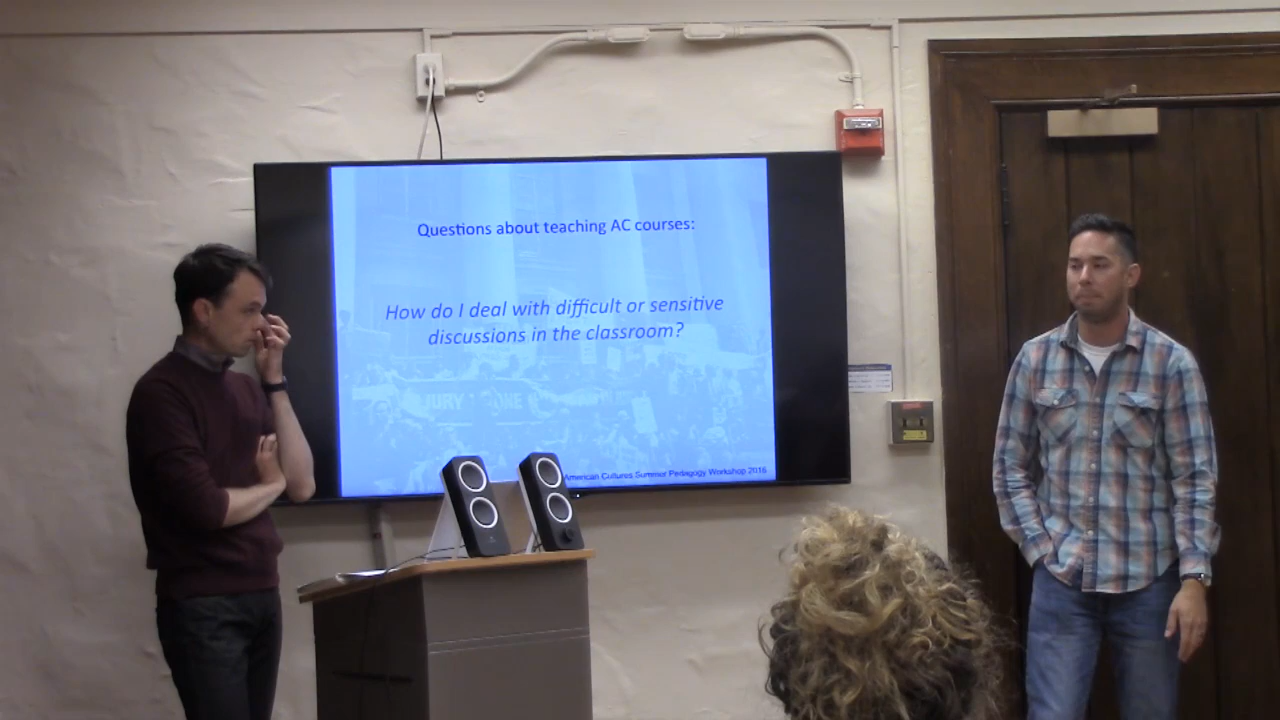 Questions about teaching AC courses:
How do I deal with difficult or sensitive
discussions in the classroom?
American Cultures Summer Pedagogy Workshop 2016